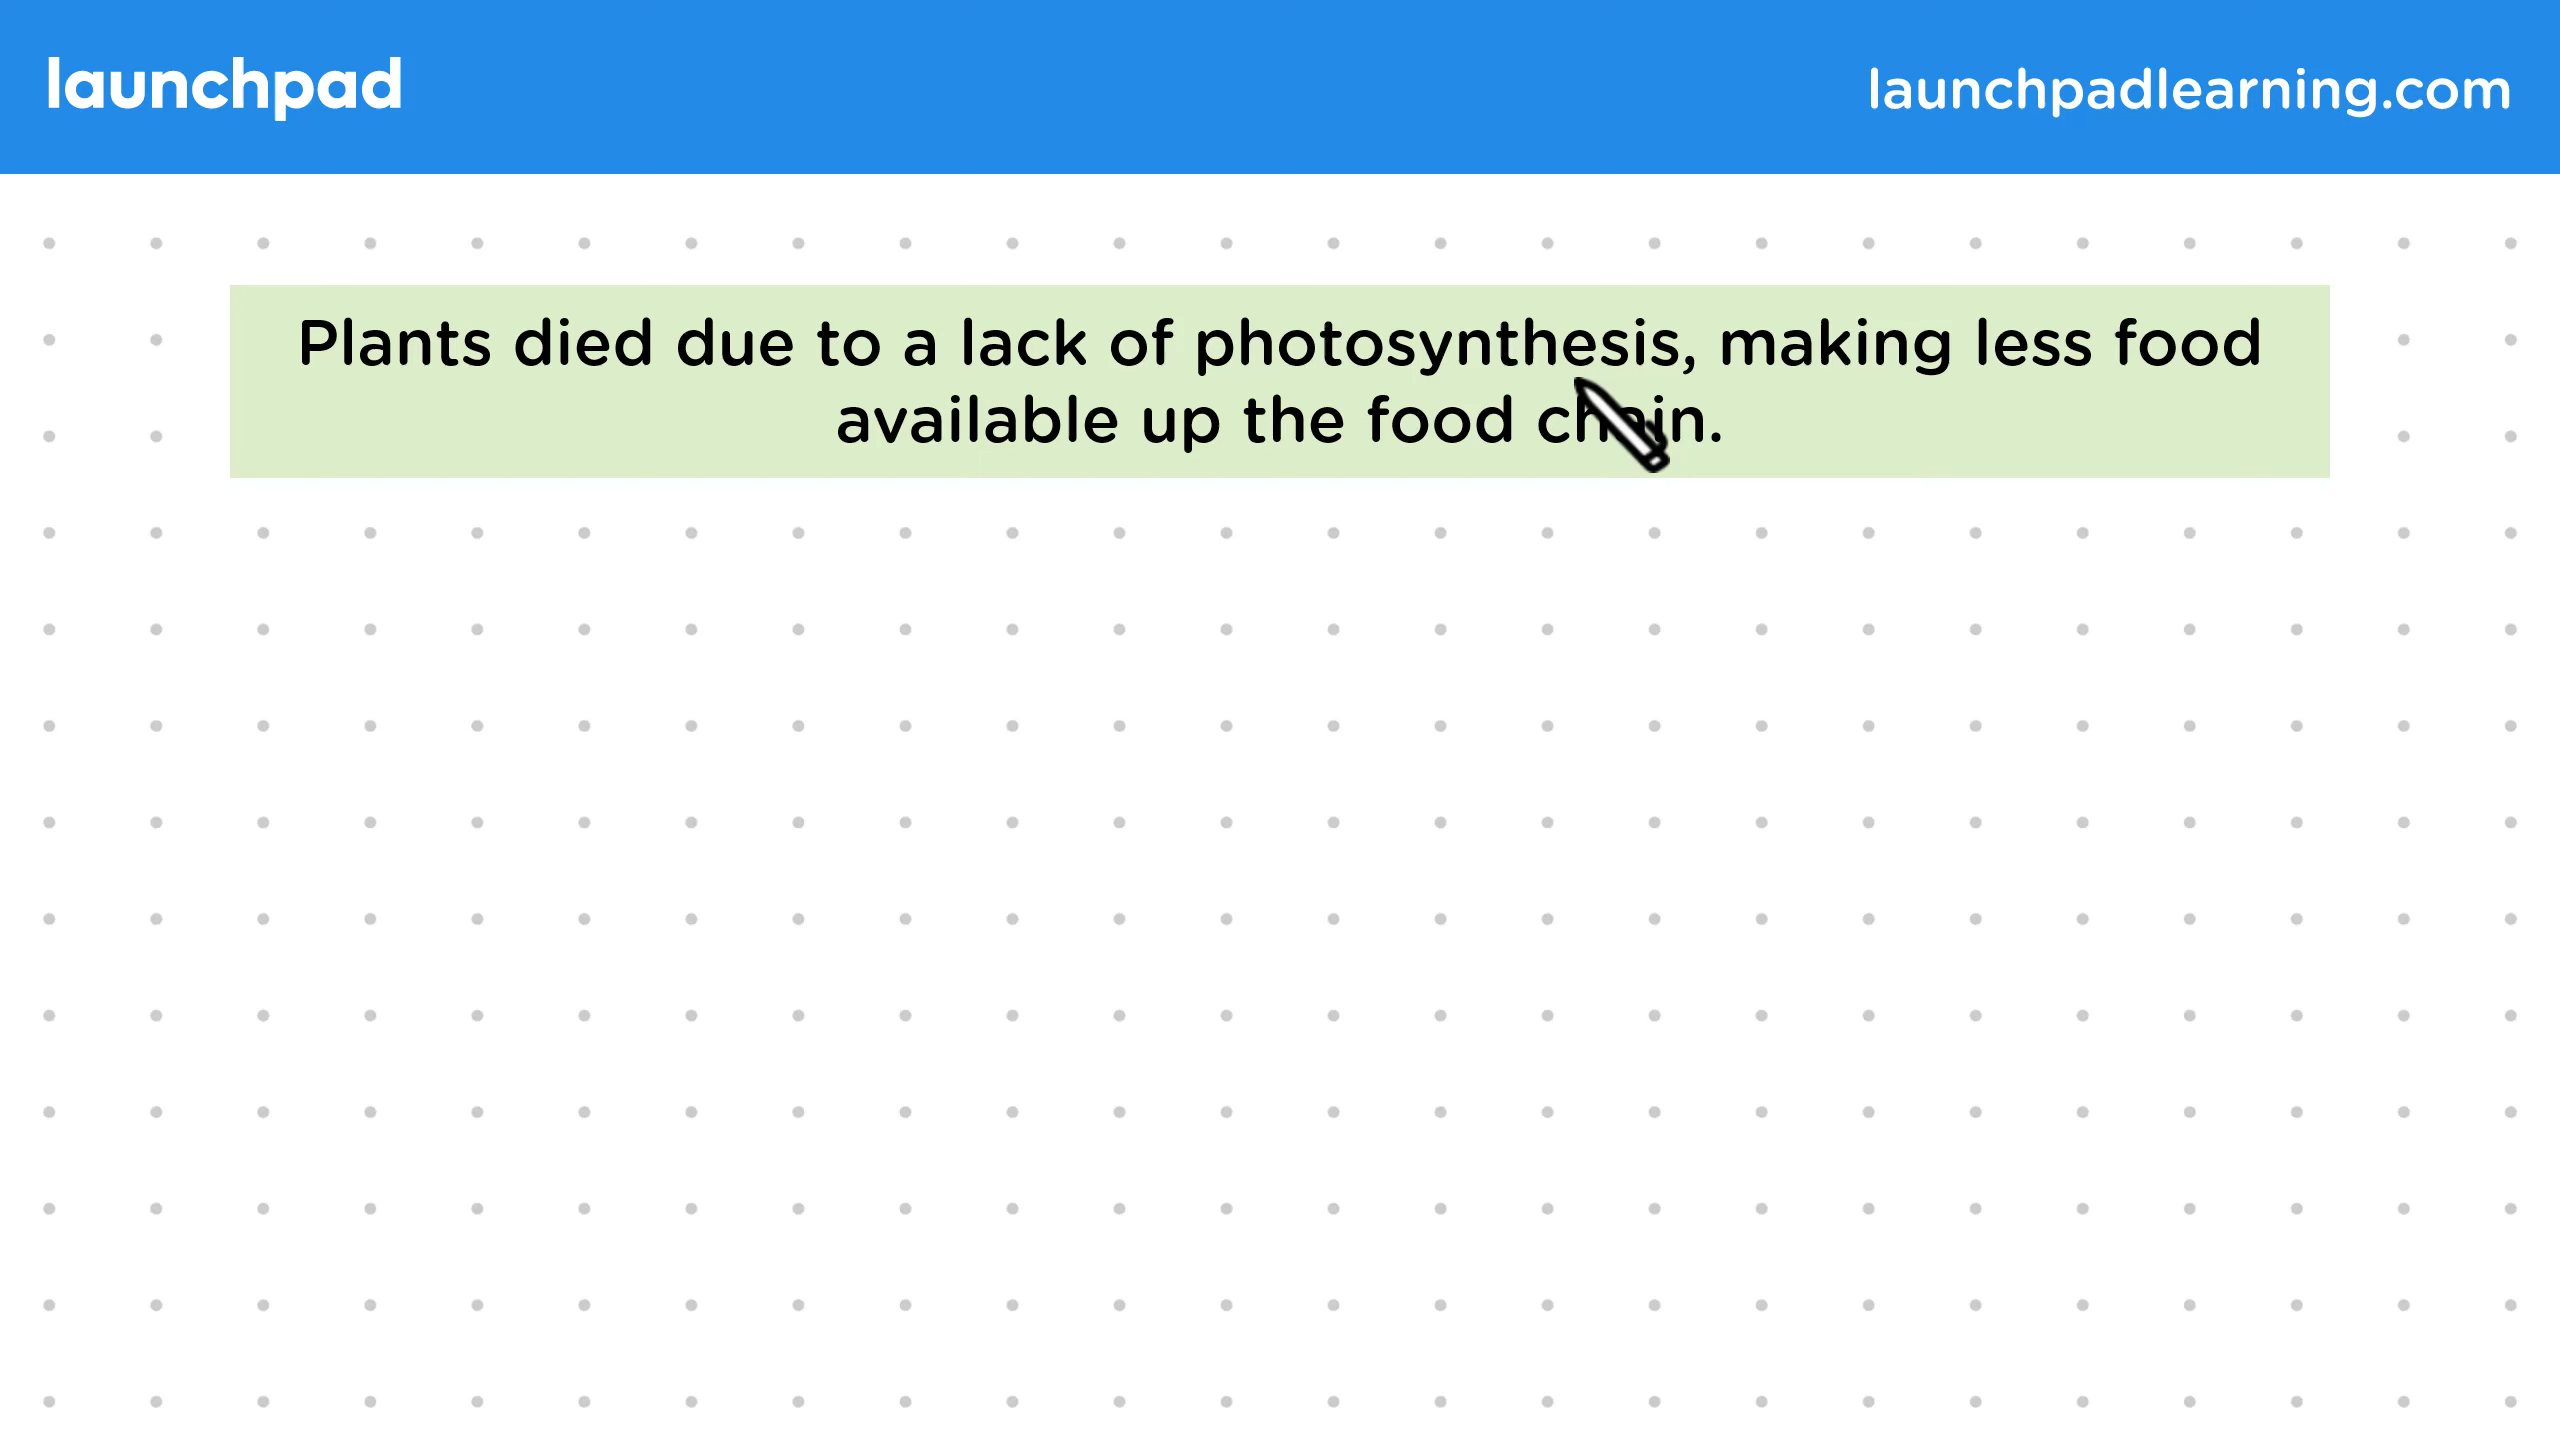 launchpad
launchpadlearning.com
Plants died due to a lack of photosynthesis, making less food
available up the food chain.